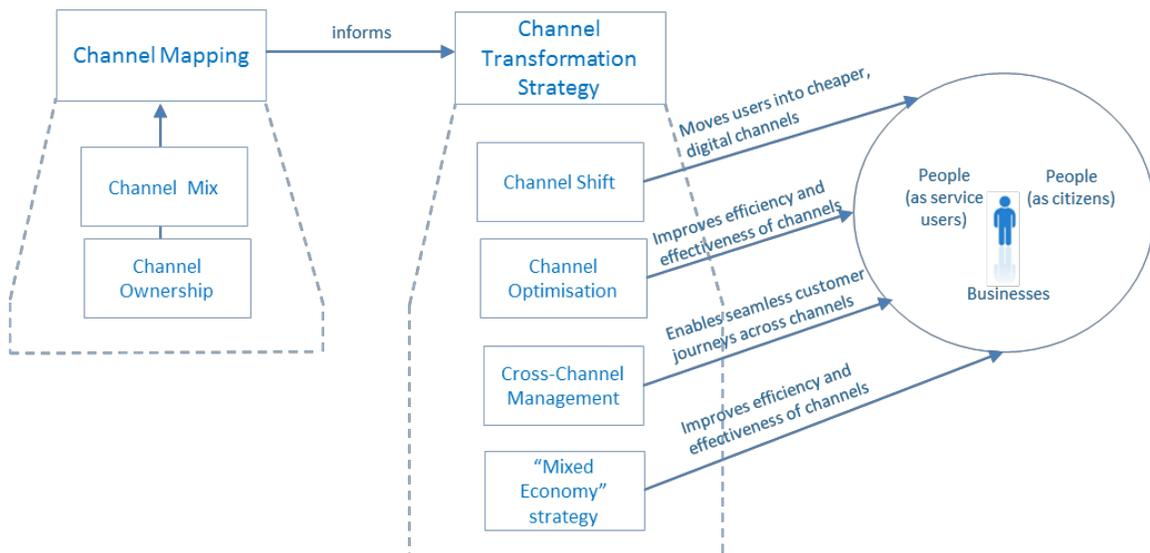 Channel Mapping
informs
Channel
Transformation
Strategy
Channel Mix
Channel
Ownership
Channel Shift
Moves users into cheaper,
digital channels
Channel
Optimisation
Improves efficiency and
effectiveness of channels
Cross-Channel
Management
Enables seamless customer
journeys across channels
“Mixed
Economy”
strategy
Improves efficiency and
effectiveness of channels
People
(as service
users)
People
(as citizens)
Businesses